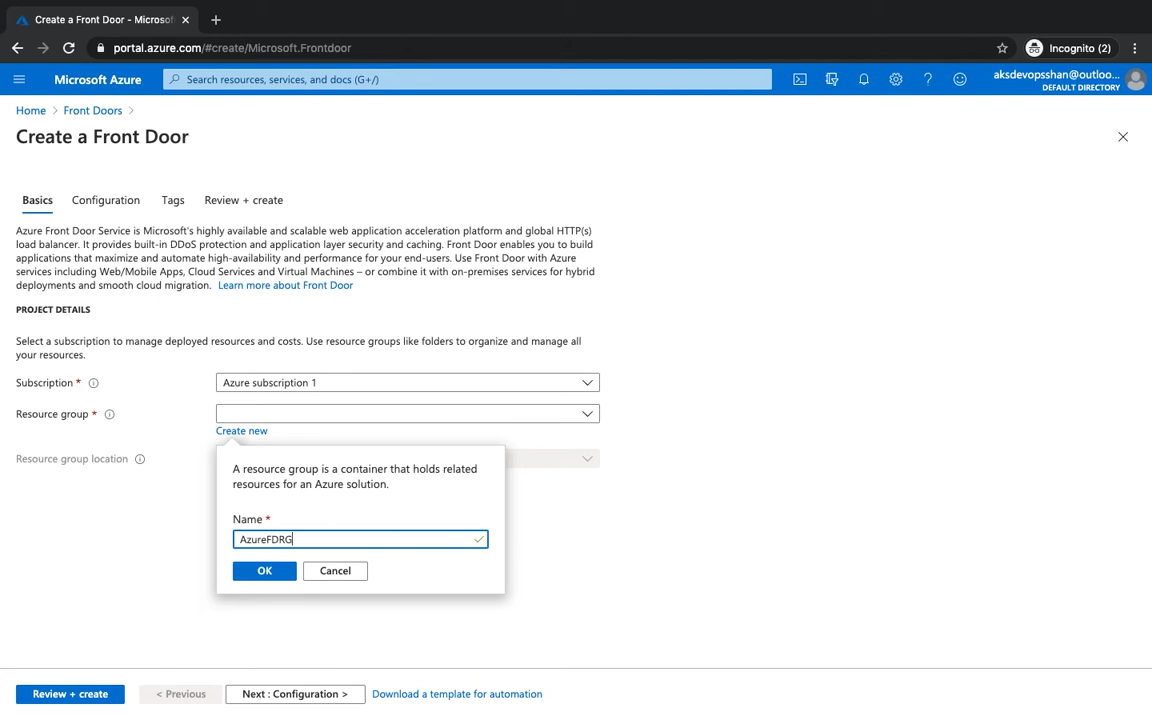 Create a Front Door - Microsof
portal.azure.com/#create/Microsoft.Frontdoor
Incognito (2)
Microsoft Azure
Search resources, services, and docs (G+/)
aksdevopsshan@outloo...
DEFAULT DIRECTORY
Home > Front Doors >
Create a Front Door
Basics Configuration Tags Review + create
Azure Front Door Service is Microsoft's highly available and scalable web application acceleration platform and global HTTP(s)
load balancer. It provides built-in DDoS protection and application layer security and caching. Front Door enables you to build
applications that maximize and automate high-availability and performance for your end-users. Use Front Door with Azure
services including Web/Mobile Apps, Cloud Services and Virtual Machines – or combine it with on-premises services for hybrid
deployments and smooth cloud migration. Learn more about Front Door
PROJECT DETAILS
Select a subscription to manage deployed resources and costs. Use resource groups like folders to organize and manage all
your resources.
Subscription * Azure subscription 1
Resource group *
Create new
Resource group location
A resource group is a container that holds related
resources for an Azure solution.
Name *
AzureFDRG
OK Cancel
Review + create < Previous Next : Configuration > Download a template for automation